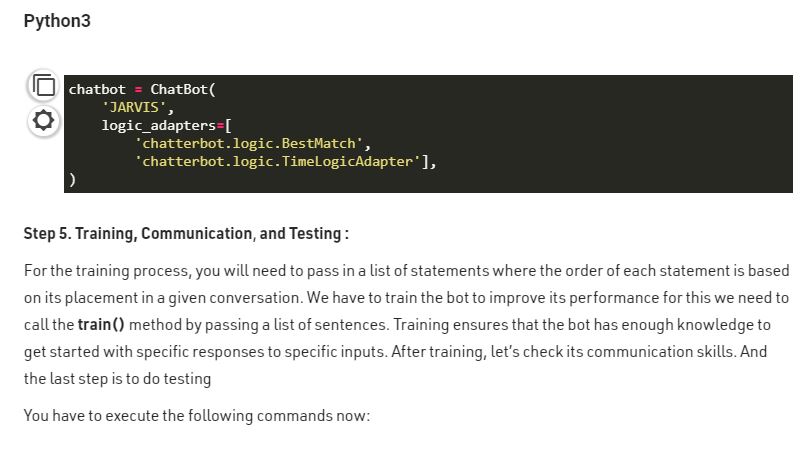 Python3
chatbot = ChatBot(
    'JARVIS',
    logic_adapters=[
        'chatterbot.logic.BestMatch',
        'chatterbot.logic.TimeLogicAdapter'],
)
Step 5. Training, Communication, and Testing :
For the training process, you will need to pass in a list of statements where the order of each statement is based
on its placement in a given conversation. We have to train the bot to improve its performance for this we need to
call the train() method by passing a list of sentences. Training ensures that the bot has enough knowledge to
get started with specific responses to specific inputs. After training, let’s check its communication skills. And
the last step is to do testing
You have to execute the following commands now: